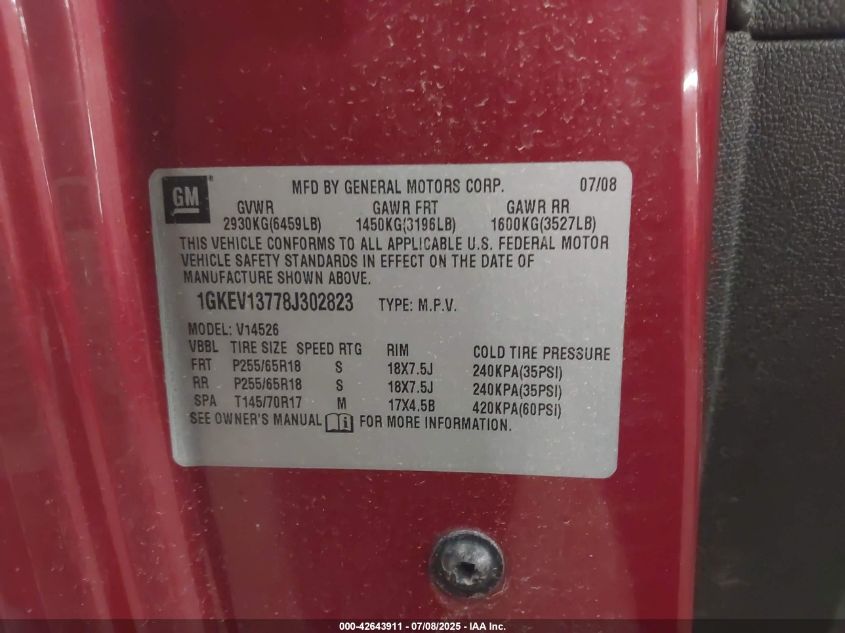 GM
MFD BY GENERAL MOTORS CORP. 07/08
GVWR GAWR FRT GAWR RR
2930KG(6459LB) 1450KG(3196LB) 1600KG(3527LB)
THIS VEHICLE CONFORMS TO ALL APPLICABLE U.S. FEDERAL MOTOR
VEHICLE SAFETY STANDARDS IN EFFECT ON THE DATE OF
MANUFACTURE SHOWN ABOVE.
1GKEV13778J302823 TYPE: M.P.V.
MODEL: V14526
VBBL TIRE SIZE SPEED RTG RIM COLD TIRE PRESSURE
FRT P255/65R18 S 18X7.5J 240KPA(35PSI)
RR P255/65R18 S 18X7.5J 240KPA(35PSI)
SPA T145/70R17 M 17X4.5B 420KPA(60PSI)
SEE OWNER'S MANUAL FOR MORE INFORMATION.
000-42643911 - 07/08/2025 - IAA Inc.